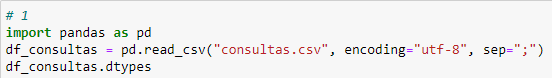 # 1
import pandas as pd
df_consultas = pd.read_csv("consultas.csv", encoding="utf-8", sep=";")
df_consultas.dtypes